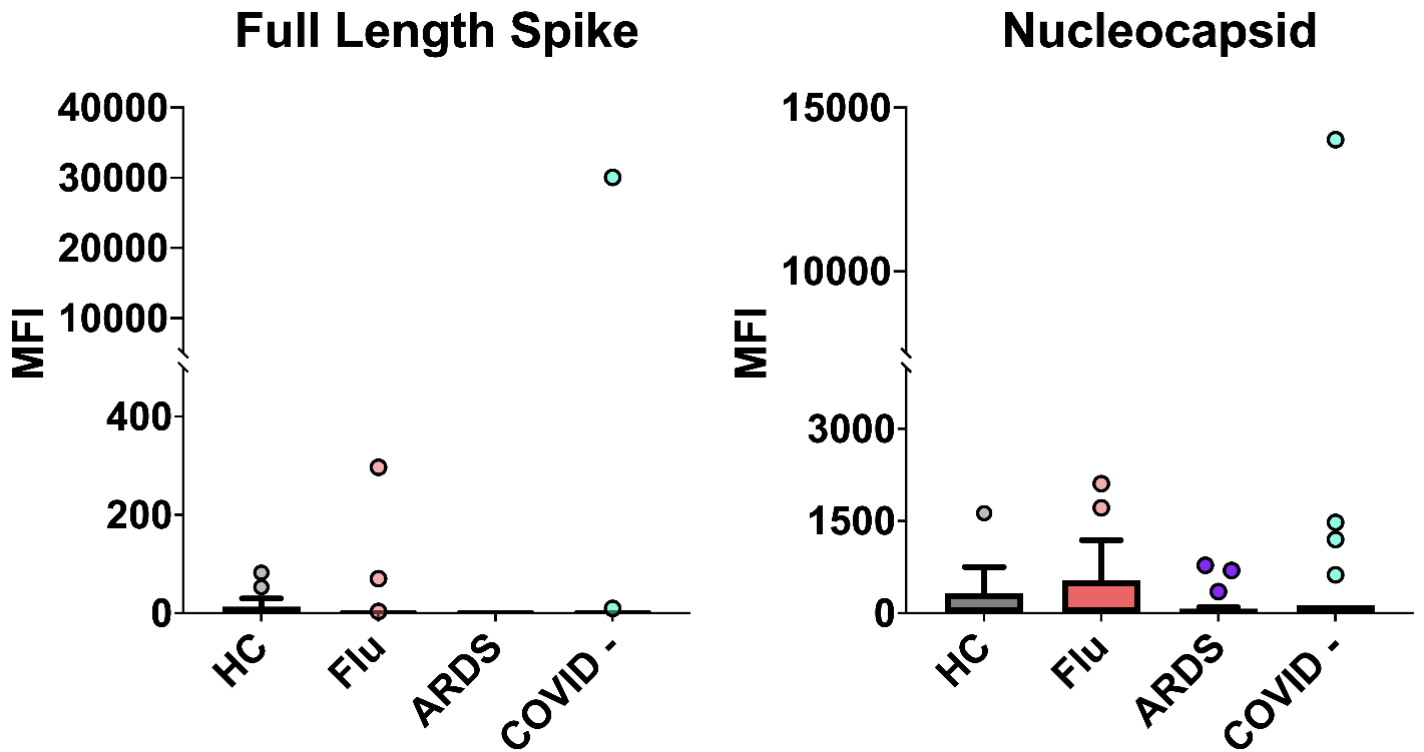 Full Length Spike
Nucleocapsid
MFI
40000
30000
20000
10000
400
200
0
HC
Flu
ARDS
COVID -
MFI
15000
10000
3000
1500
0
HC
Flu
ARDS
COVID -